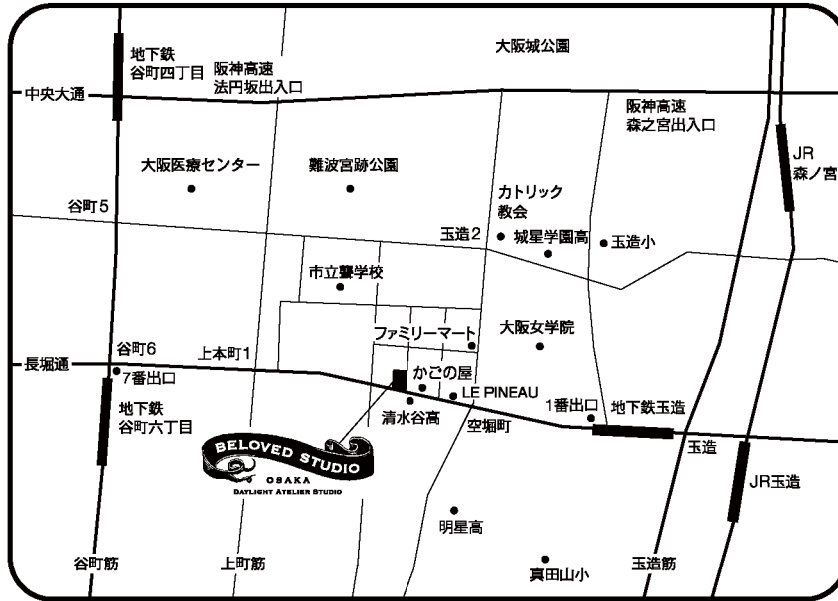 大阪城公園
地下鉄
谷町四丁目
阪神高速
法円坂出入口
中央大通
阪神高速
森之宮出入口
JR
森ノ宮
大阪医療センター
難波宮跡公園
カトリック
教会
谷町5
玉造2
城星学園高
玉造小
市立聾学校
ファミリーマート
大阪女学院
谷町6
上本町1
長堀通
7番出口
かごの屋
LE PINEAU
地下鉄
谷町六丁目
清水谷高
空堀町
1番出口
地下鉄玉造
玉造
BELOVED STUDIO
OSAKA
DAYLIGHT ATELIER STUDIO
JR玉造
明星高
真田山小
谷町筋
上町筋
玉造筋